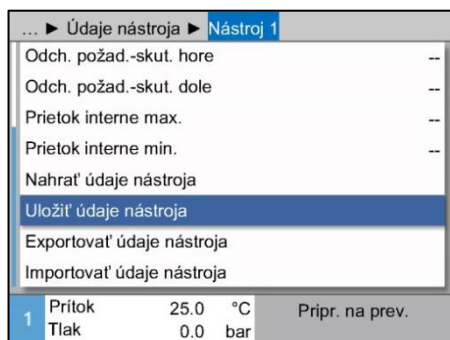 ... ► Údaje nástroja ► Nástroj 1
Odch. požad.-skut. hore --
Odch. požad.-skut. dole --
Prietok interne max. --
Prietok interne min. --
Nahrať údaje nástroja
Uložiť údaje nástroja
Exportovať údaje nástroja
Importovať údaje nástroja
1 Prítok 25.0 °C Pripr. na prev.
Tlak 0.0 bar